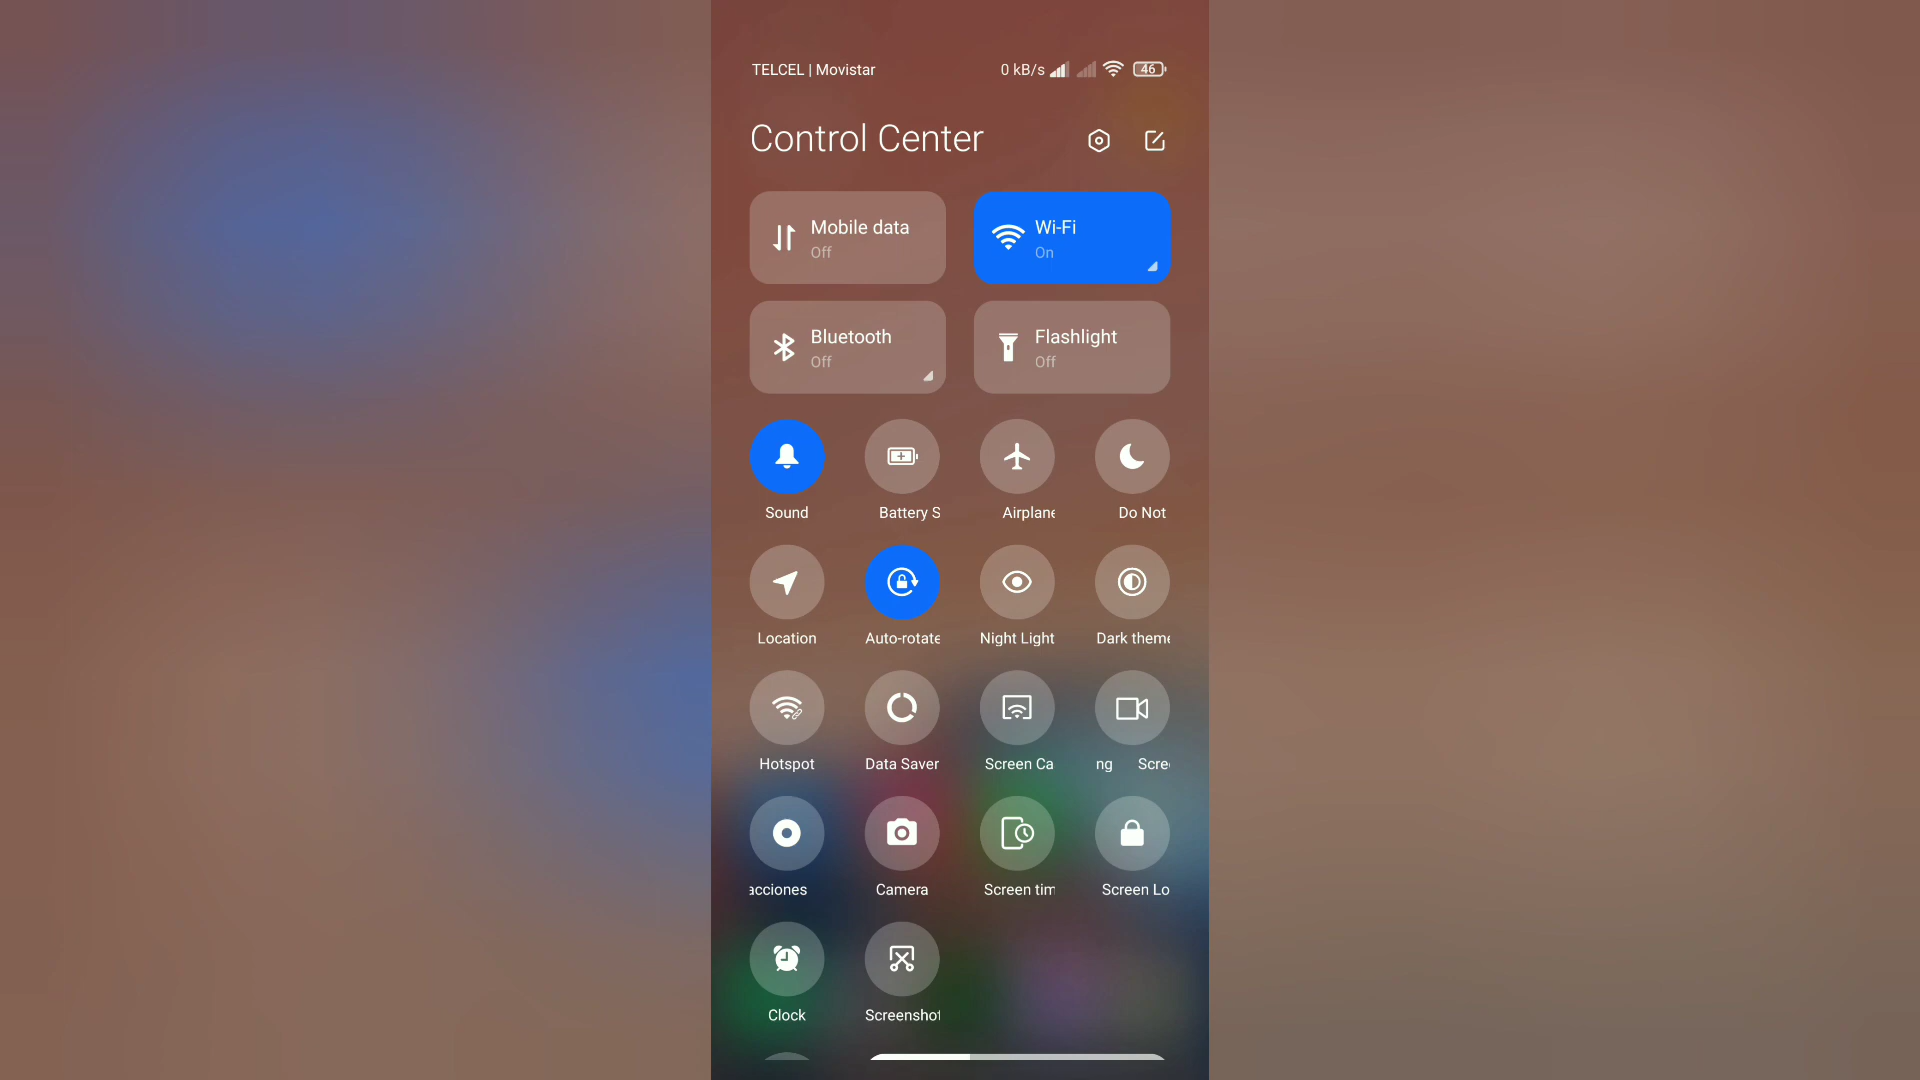 TELCEL | Movistar 0 kB/s 46
Control Center
Mobile data
Off
Wi-Fi
On
Bluetooth
Off
Flashlight
Off
Sound Battery S Airplane Do Not
Location Auto-rotate Night Light Dark theme
Hotspot Data Saver Screen Ca ng Scre
acciones Camera Screen tim Screen Lo
Clock Screenshot